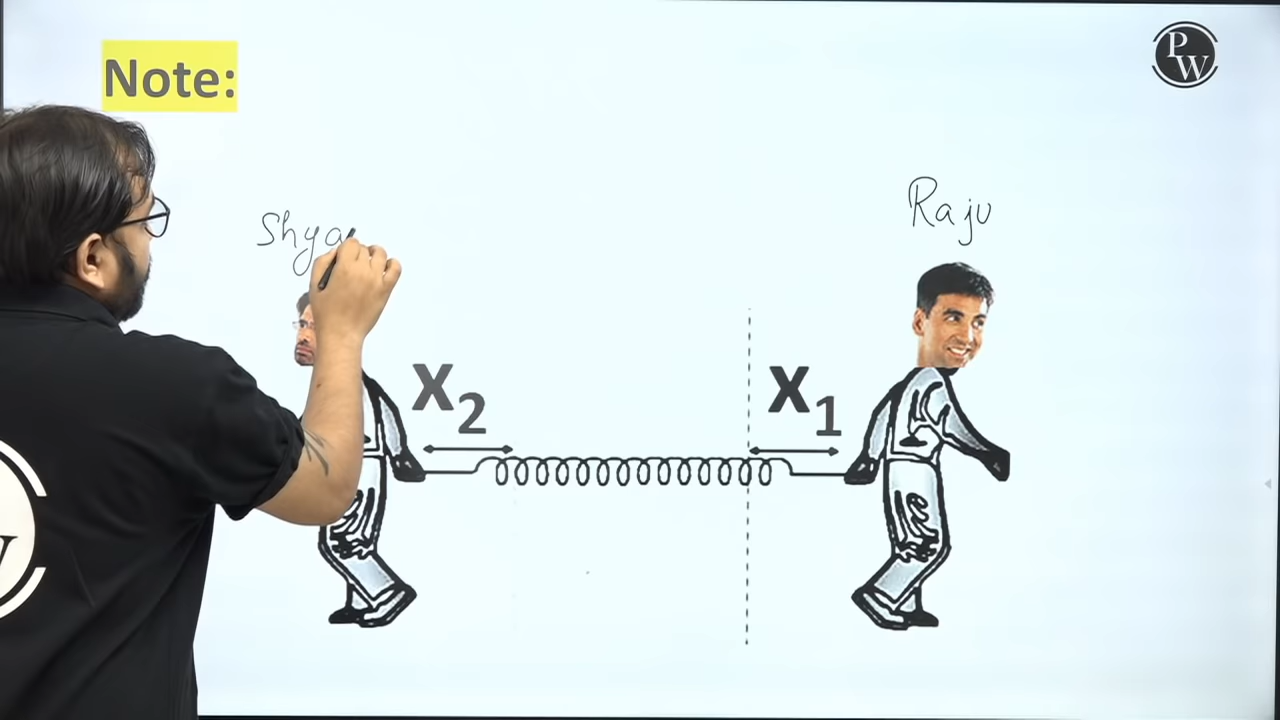 Note:
PW
Raju
Shya
x₂
x₁